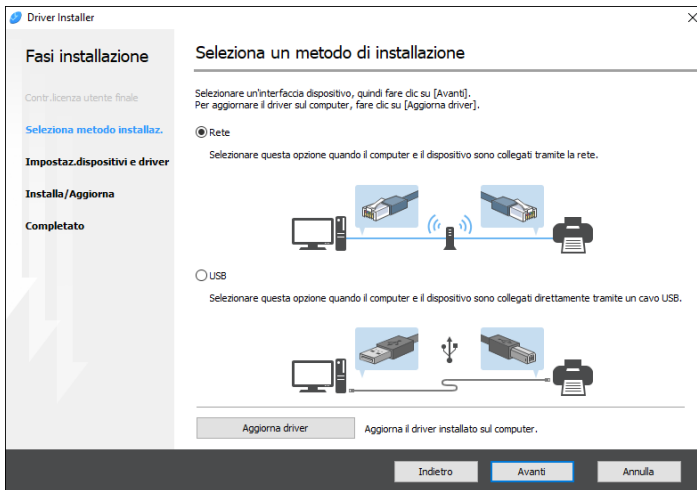 Driver Installer
Fasi installazione
Contr.licenza utente finale
Seleziona metodo installaz.
Impostaz.dispositivi e driver
Installa/Aggiorna
Completato
Seleziona un metodo di installazione
Selezionare un'interfaccia dispositivo, quindi fare clic su [Avanti].
Per aggiornare il driver sul computer, fare clic su [Aggiorna driver].
Rete
Selezionare questa opzione quando il computer e il dispositivo sono collegati tramite la rete.
USB
Selezionare questa opzione quando il computer e il dispositivo sono collegati direttamente tramite un cavo USB.
Aggiorna driver
Aggiorna il driver installato sul computer.
Indietro
Avanti
Annulla